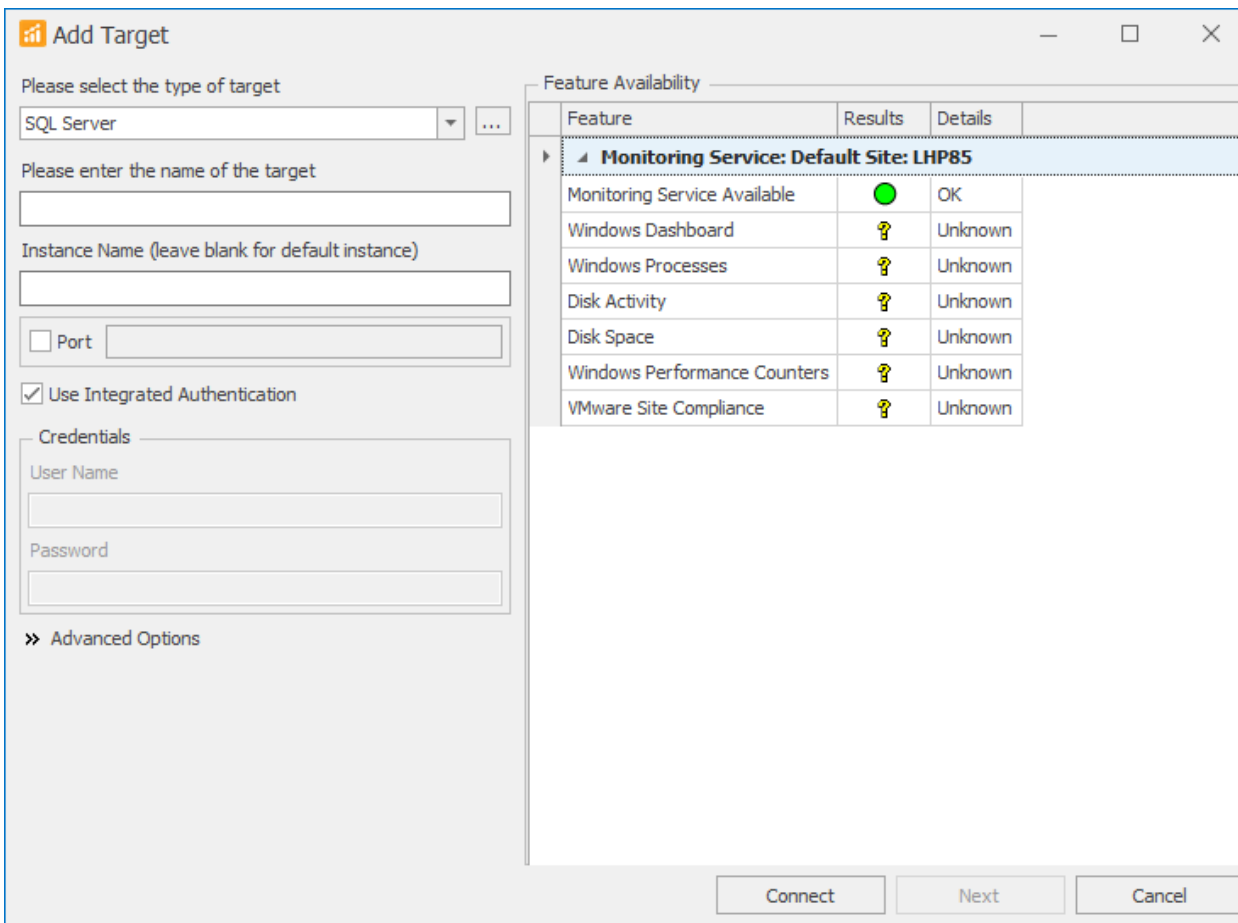 Add Target
Please select the type of target
SQL Server
...
Please enter the name of the target
Instance Name (leave blank for default instance)
Port
Use Integrated Authentication
Credentials
User Name
Password
Advanced Options
Feature Availability
Feature Results Details
Monitoring Service: Default Site: LHP85
Monitoring Service Available OK
Windows Dashboard Unknown
Windows Processes Unknown
Disk Activity Unknown
Disk Space Unknown
Windows Performance Counters Unknown
VMware Site Compliance Unknown
Connect Next Cancel